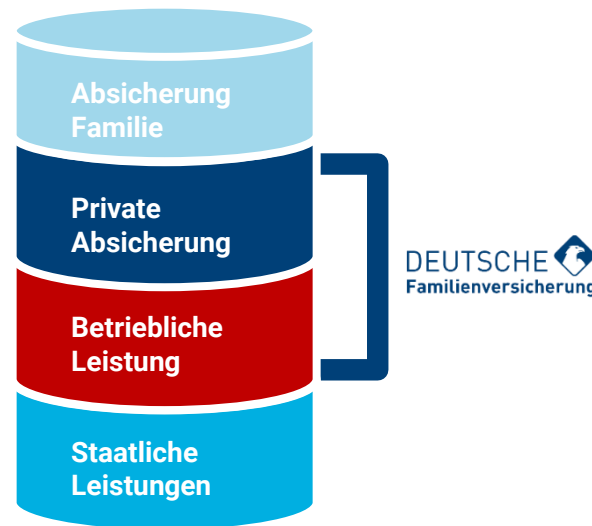 Absicherung
Familie
Private
Absicherung
Betriebliche
Leistung
Staatliche
Leistungen
DEUTSCHE
Familienversicherung